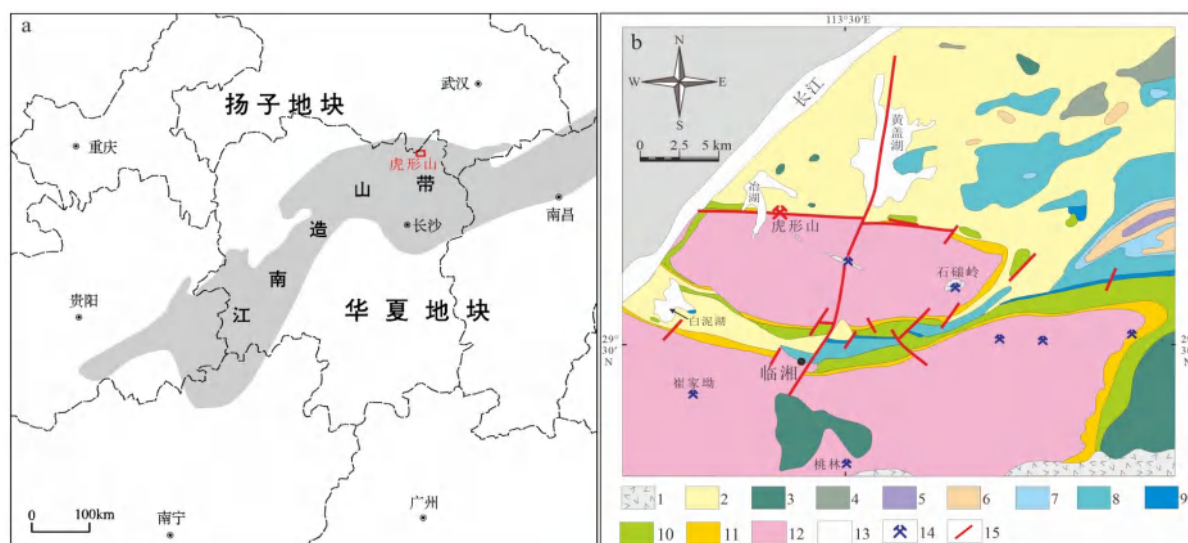 a
扬子地块
武汉
重庆
虎形山
山
带
南昌
造
长沙
南
贵阳
华夏地块
江
广州
0
100km
南宁
113°30′E
b
N
W
E
S
长江
0
2.5
5 km
黄盖湖
冶湖
虎形山
石磕岭
白泥湖
29°
30′
N
29°
30′
N
临湘
崔家坳
桃林
1
2
3
4
5
6
7
8
9
10
11
12
13
14
15